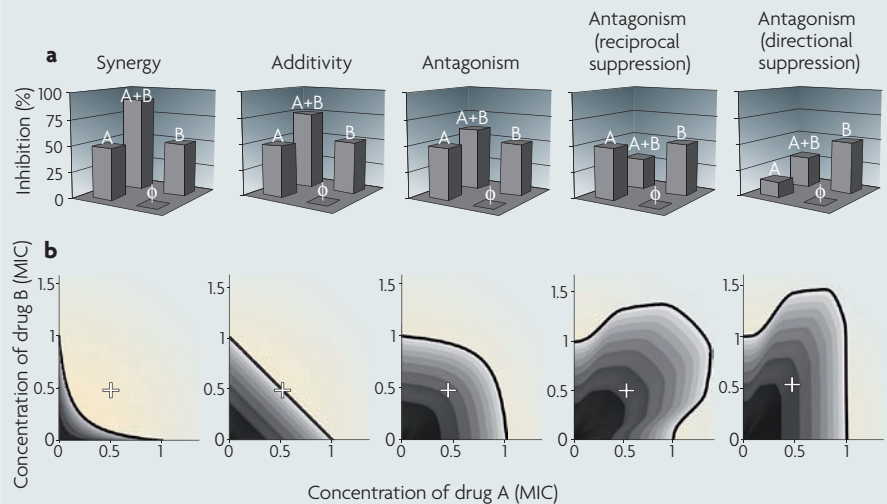 a
Synergy
Additivity
Antagonism
Antagonism
(reciprocal
suppression)
Antagonism
(directional
suppression)
Inhibition (%)
100
75
50
25
0
A
A+B
B
ϕ
A
A+B
B
ϕ
A
A+B
B
ϕ
A
A+B
B
ϕ
A
A+B
B
ϕ
b
Concentration of drug B (MIC)
1.5
1
0.5
0
0
0.5
1
1.5
1
0.5
0
0
0.5
1
1.5
1
0.5
0
0
0.5
1
1.5
1
0.5
0
0
0.5
1
1.5
1
0.5
0
0
0.5
1
Concentration of drug A (MIC)